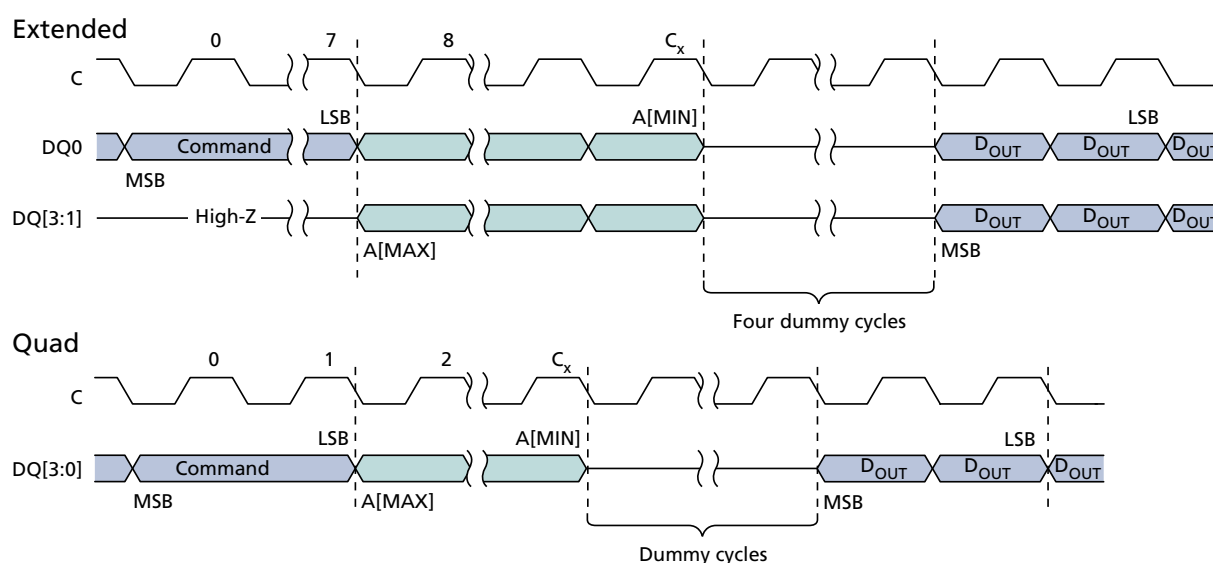 Extended
0 7 8 Cx
C
LSB A[MIN] LSB
DQ0 Command DOUT DOUT DOUT
MSB
DQ[3:1] High-Z DOUT DOUT DOUT
A[MAX] MSB
Four dummy cycles
Quad
0 1 2 Cx
C
LSB A[MIN] LSB
DQ[3:0] Command DOUT DOUT DOUT
MSB A[MAX] MSB
Dummy cycles